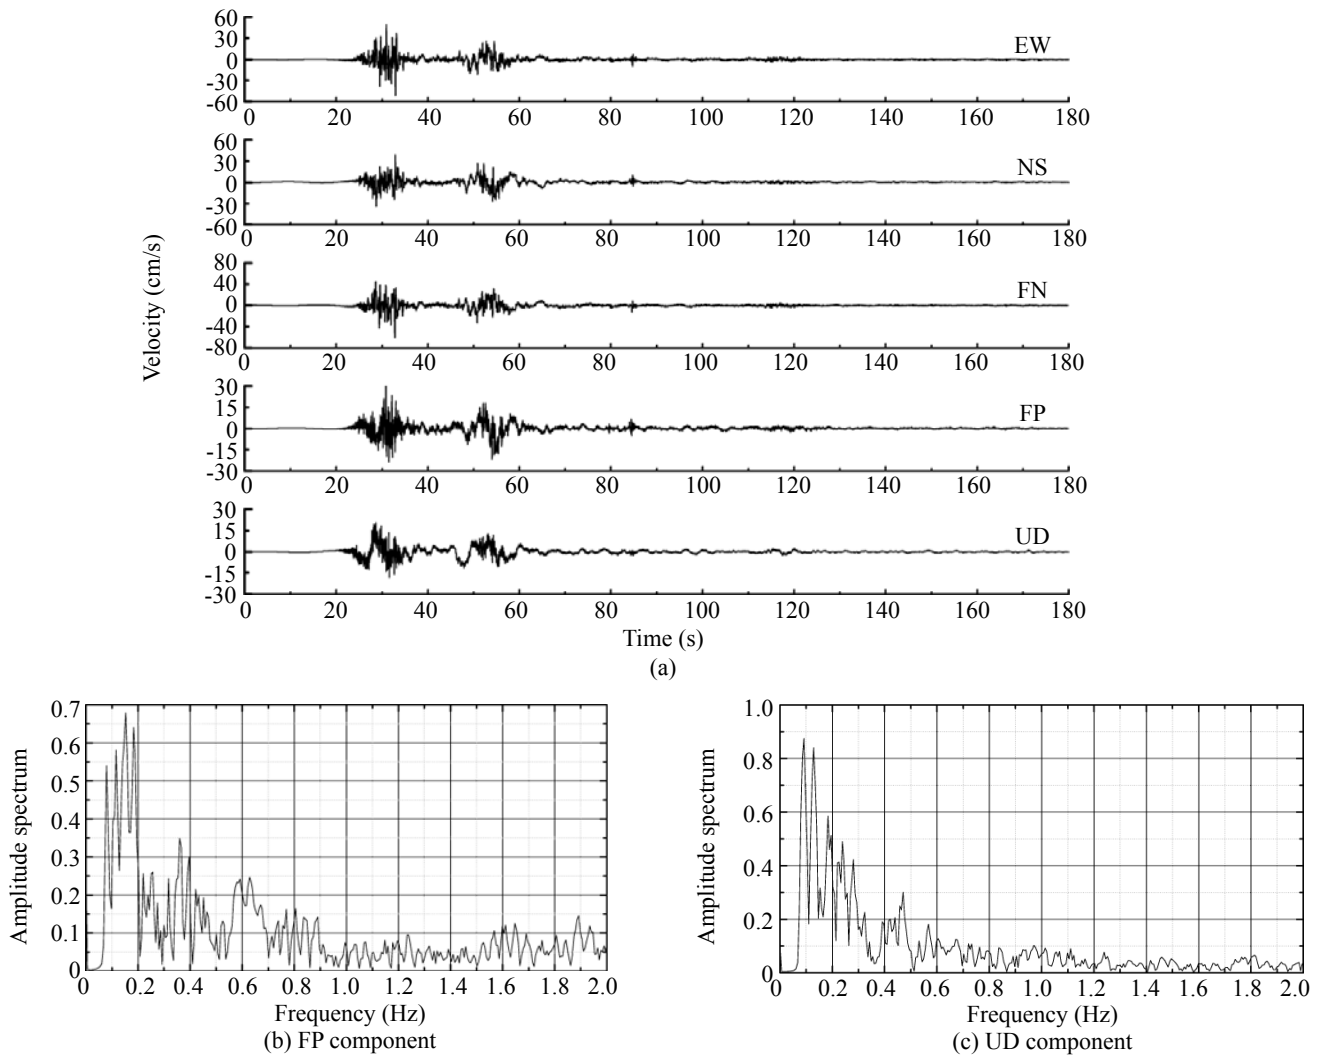 60
30
0
-30
-60
EW
0 20 40 60 80 100 120 140 160 180
60
30
0
-30
-60
NS
0 20 40 60 80 100 120 140 160 180
80
40
0
-40
-80
FN
0 20 40 60 80 100 120 140 160 180
30
15
0
-15
-30
FP
0 20 40 60 80 100 120 140 160 180
30
15
0
-15
-30
UD
0 20 40 60 80 100 120 140 160 180
Velocity (cm/s)
Time (s)
(a)
0.7
0.6
0.5
0.4
0.3
0.2
0.1
0
Amplitude spectrum
0 0.2 0.4 0.6 0.8 1.0 1.2 1.4 1.6 1.8 2.0
Frequency (Hz)
(b) FP component
1.0
0.8
0.6
0.4
0.2
0
Amplitude spectrum
0 0.2 0.4 0.6 0.8 1.0 1.2 1.4 1.6 1.8 2.0
Frequency (Hz)
(c) UD component